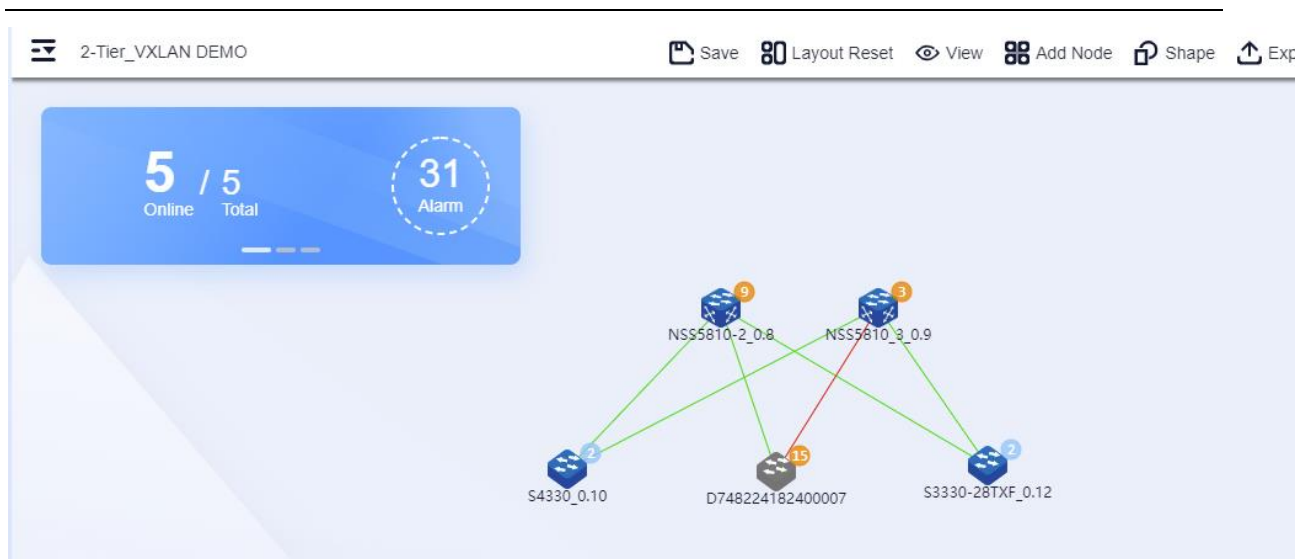 2-Tier_VXLAN DEMO Save Layout Reset View Add Node Shape Exp
5 / 5 31
Online Total Alarm
9 3
NSS5810-2_0.8 NSS5810_3_0.9
2 15 2
S4330_0.10 D748224182400007 S3330-28TXF_0.12